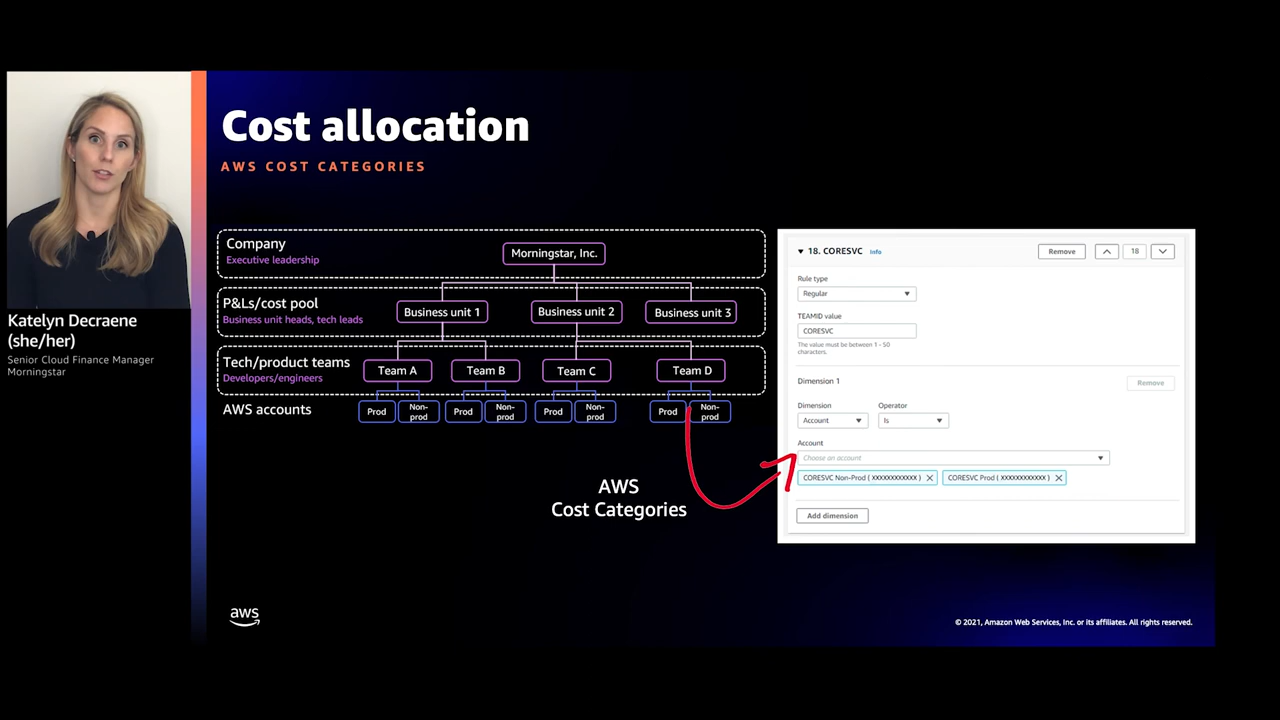 Cost allocation
AWS COST CATEGORIES
Katelyn Decraene
(she/her)
Senior Cloud Finance Manager
Morningstar
Company
Executive leadership
Morningstar, Inc.
P&Ls/cost pool
Business unit heads, tech leads
Business unit 1
Business unit 2
Business unit 3
Tech/product teams
Developers/engineers
Team A
Team B
Team C
Team D
AWS accounts
Prod
Non-
prod
Prod
Non-
prod
Prod
Non-
prod
Prod
Non-
prod
AWS
Cost Categories
18. CORESVC Info
Remove
18
Rule type
Regular
TEAMID value
CORESVC
The value must be between 1 - 50
characters.
Dimension 1
Remove
Dimension
Operator
Account
Is
Account
Choose an account
CORESVC Non-Prod ( XXXXXXXXXXXX )
CORESVC Prod ( XXXXXXXXXXXX )
Add dimension
aws
© 2021, Amazon Web Services, Inc. or its affiliates. All rights reserved.